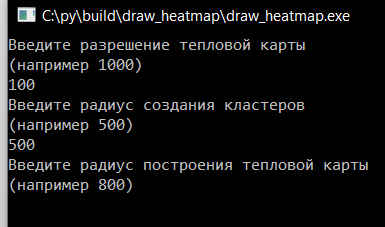 C:\py\build\draw_heatmap\draw_heatmap.exe
Введите разрешение тепловой карты
(например 1000)
100
Введите радиус создания кластеров
(например 500)
500
Введите радиус построения тепловой карты
(например 800)